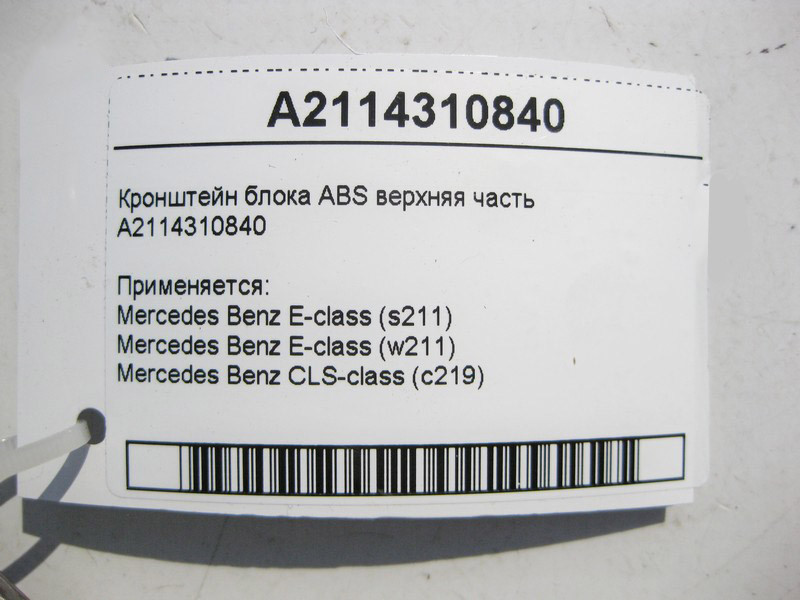 A2114310840
Кронштейн блока ABS верхняя часть
A2114310840
Применяется:
Mercedes Benz E-class (s211)
Mercedes Benz E-class (w211)
Mercedes Benz CLS-class (c219)